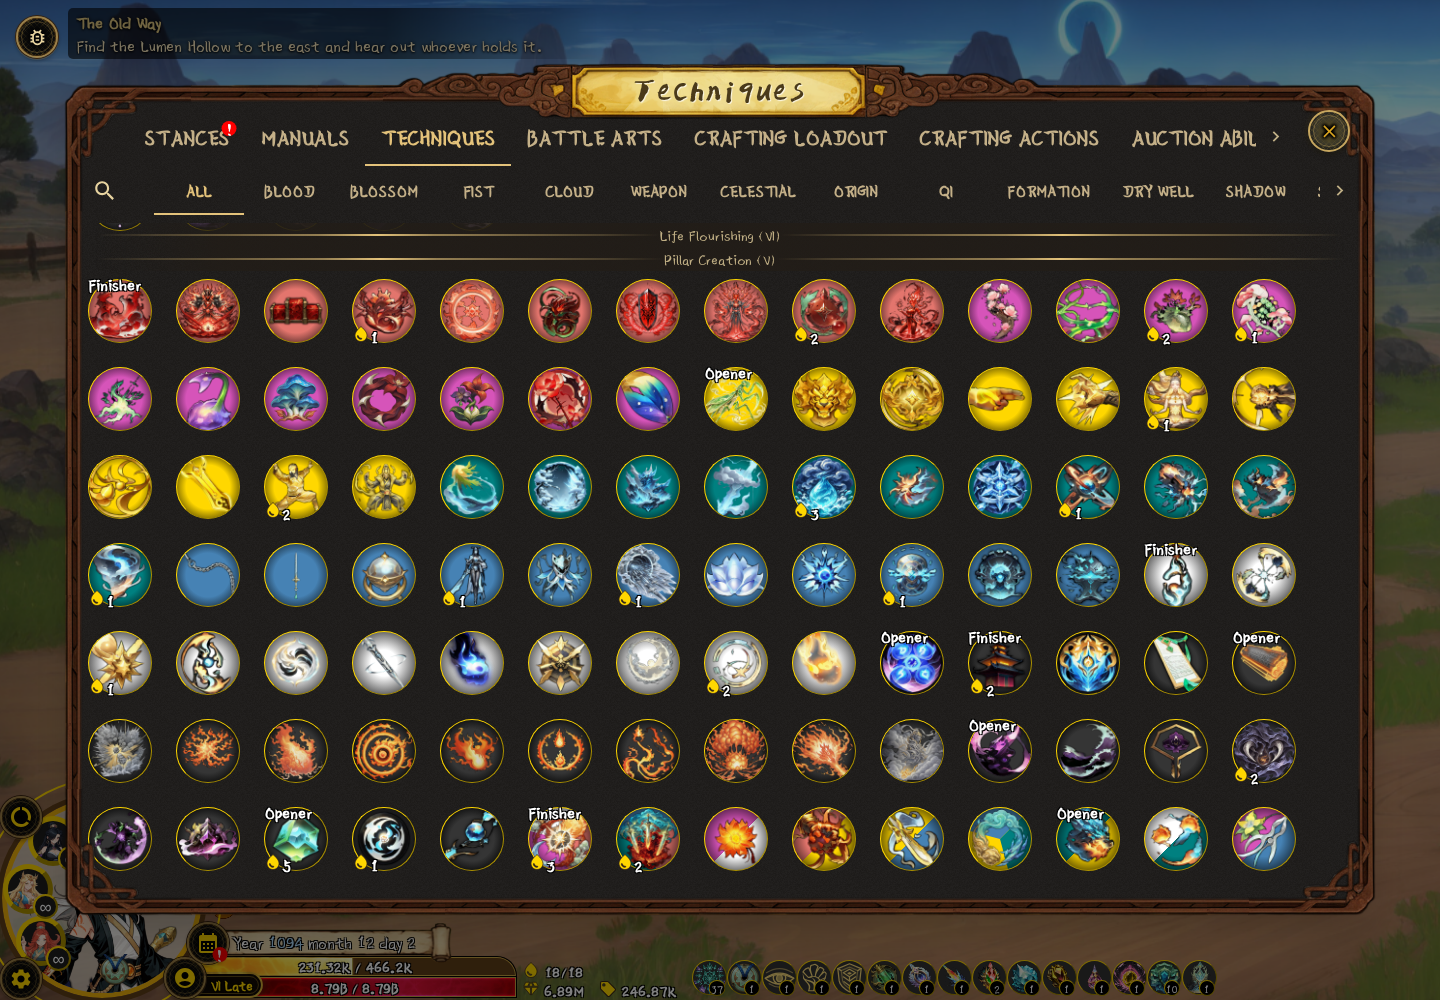 The Old Way
Find the Lumen Hollow to the east and hear out whoever holds it.
Techniques
STANCES MANUALS TECHNIQUES BATTLE ARTS CRAFTING LOADOUT CRAFTING ACTIONS AUCTION ABIL
ALL BLOOD BLOSSOM FIST CLOUD WEAPON CELESTIAL ORIGIN QI FORMATION DRY WELL SHADOW
Life Flourishing (VI)
Pillar Creation (V)
Finisher
1 2 2 1
Opener
1
2 3 1
Finisher
1 1 1 1
Opener Finisher Opener
1 2 2
Opener
2
Opener Finisher Opener
5 1 3 2
Year 1094 month 12 day 2
231.32K / 466.2K
18/18
VI Late
8.79B / 8.79B
6.89M 246.87K